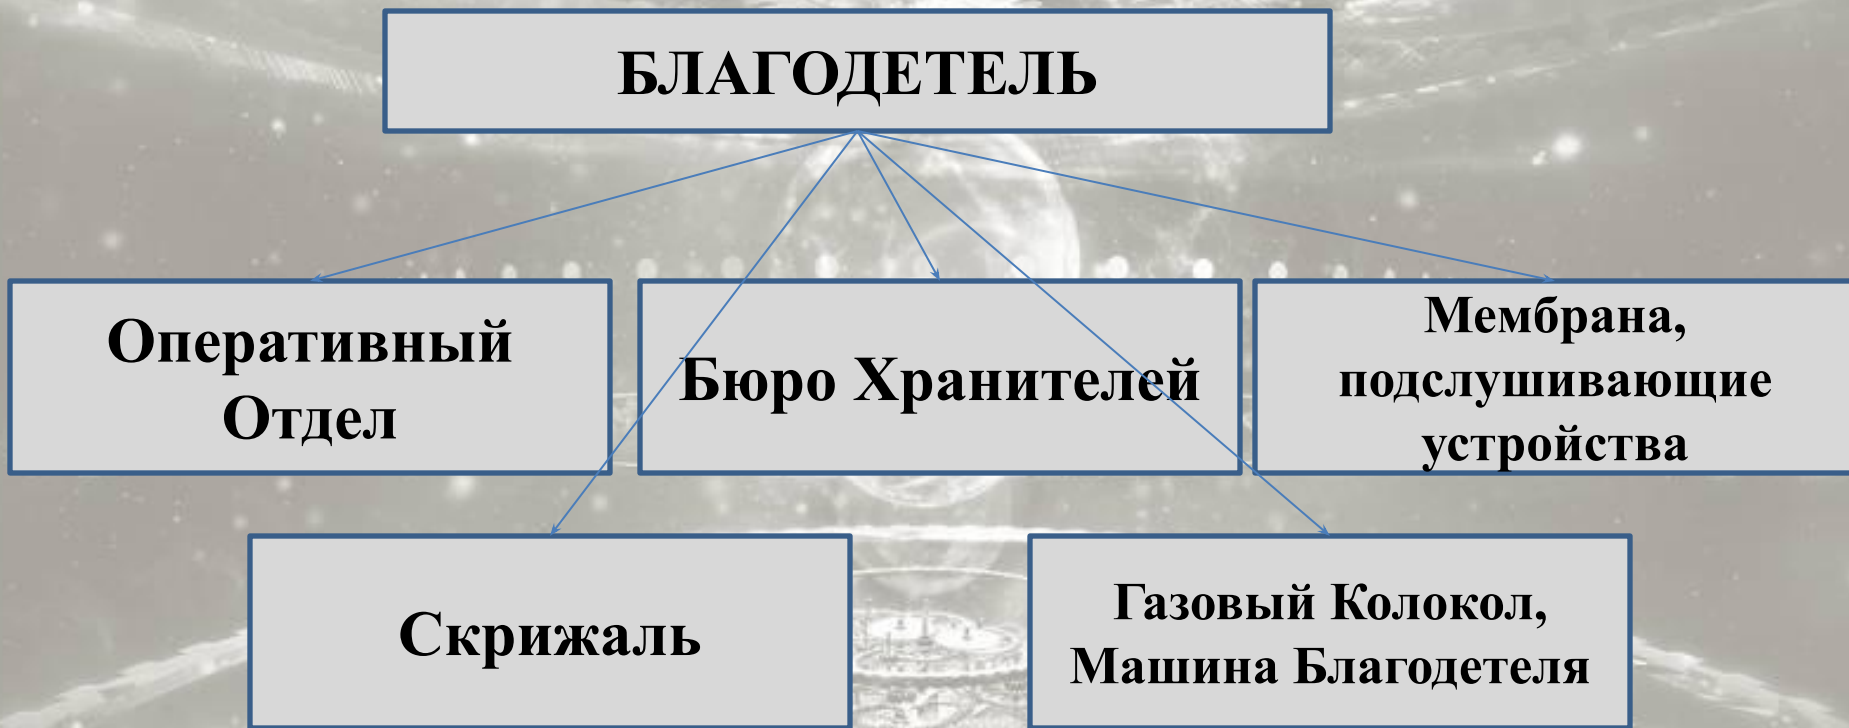 БЛАГОДЕТЕЛЬ
Оперативный
Отдел
Бюро Хранителей
Мембрана,
подслушивающие
устройства
Скрижаль
Газовый Колокол,
Машина Благодетеля